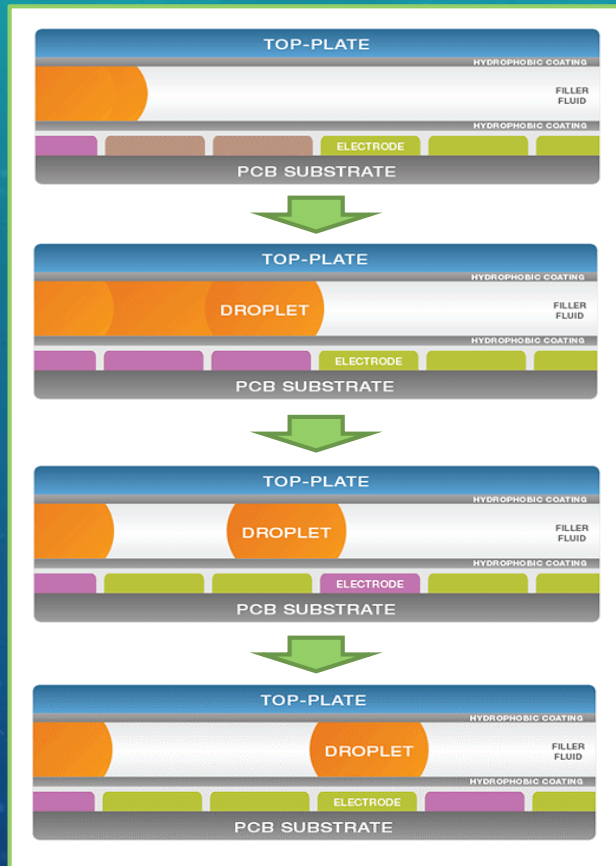 TOP-PLATE
HYDROPHOBIC COATING
FILLER
FLUID
HYDROPHOBIC COATING
ELECTRODE
PCB SUBSTRATE
TOP-PLATE
HYDROPHOBIC COATING
DROPLET
FILLER
FLUID
HYDROPHOBIC COATING
ELECTRODE
PCB SUBSTRATE
TOP-PLATE
HYDROPHOBIC COATING
DROPLET
FILLER
FLUID
HYDROPHOBIC COATING
ELECTRODE
PCB SUBSTRATE
TOP-PLATE
HYDROPHOBIC COATING
DROPLET
FILLER
FLUID
HYDROPHOBIC COATING
ELECTRODE
PCB SUBSTRATE